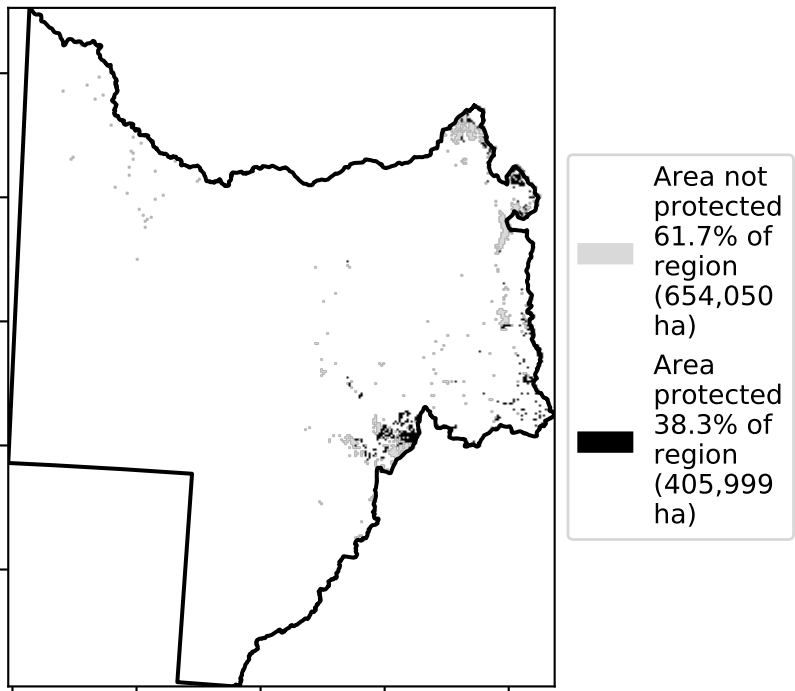 Area not
protected
61.7% of
region
(654,050
ha)
Area
protected
38.3% of
region
(405,999
ha)